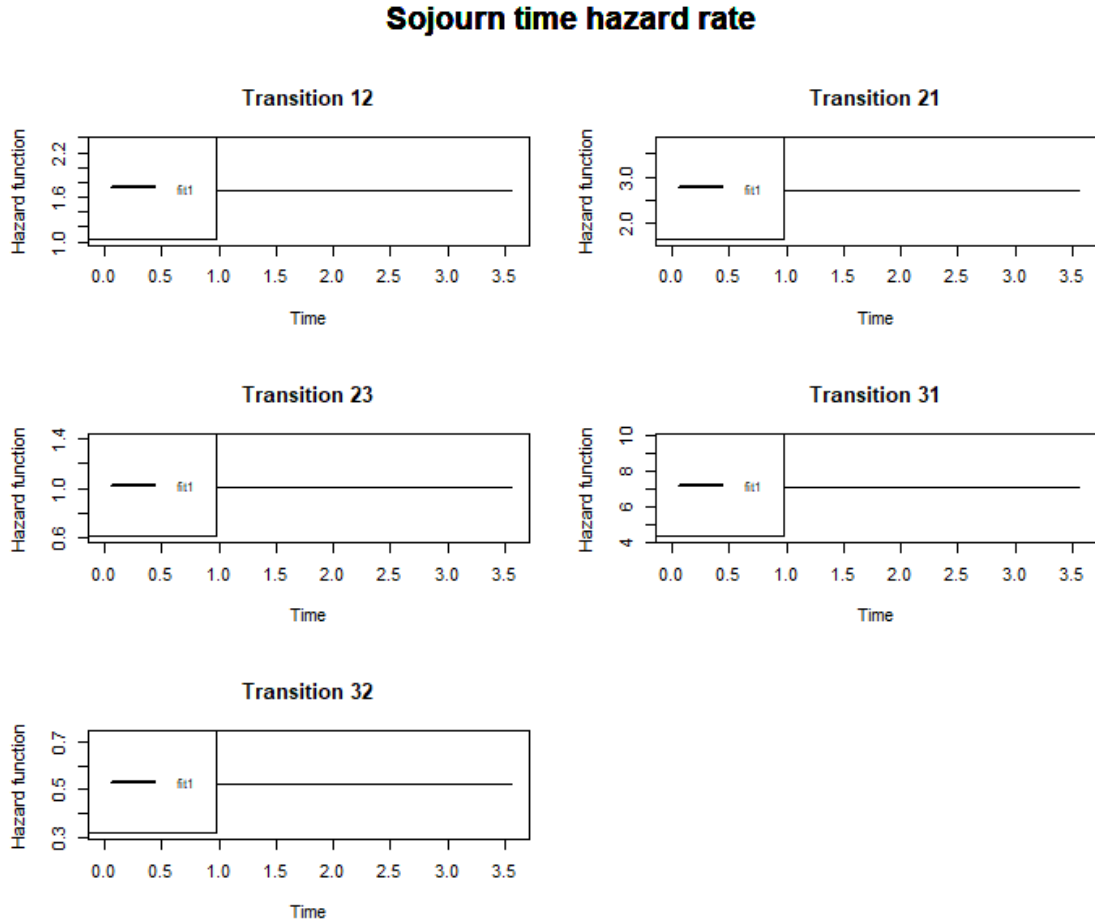 Sojourn time hazard rate
Transition 12
Hazard function
1.0 1.6 2.2
fit1
0.0 0.5 1.0 1.5 2.0 2.5 3.0 3.5
Time
Transition 21
Hazard function
2.0 3.0
fit1
0.0 0.5 1.0 1.5 2.0 2.5 3.0 3.5
Time
Transition 23
Hazard function
0.6 1.0 1.4
fit1
0.0 0.5 1.0 1.5 2.0 2.5 3.0 3.5
Time
Transition 31
Hazard function
4 6 8 10
fit1
0.0 0.5 1.0 1.5 2.0 2.5 3.0 3.5
Time
Transition 32
Hazard function
0.3 0.5 0.7
fit1
0.0 0.5 1.0 1.5 2.0 2.5 3.0 3.5
Time